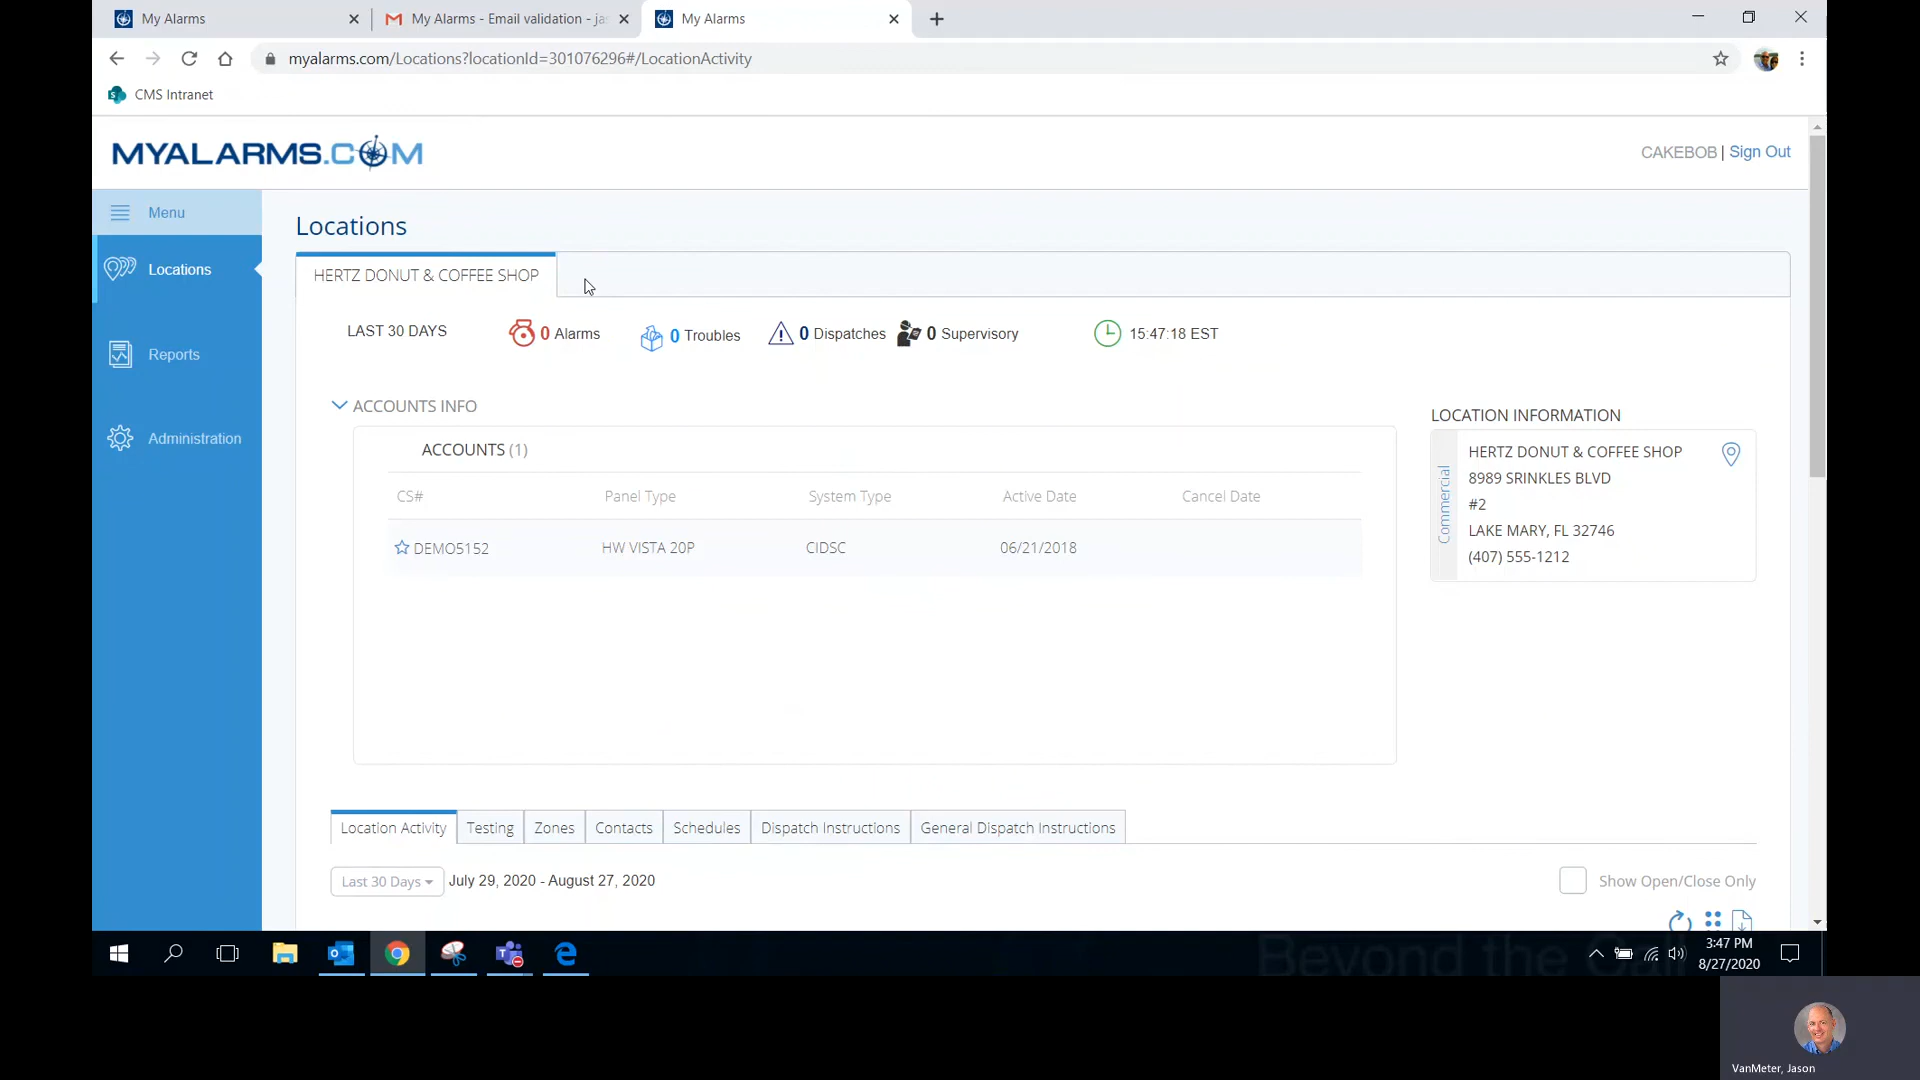 My Alarms
My Alarms - Email validation - ja
My Alarms
myalarms.com/Locations?locationId=301076296#/LocationActivity
CMS Intranet
MYALARMS.COM
CAKEBOB | Sign Out
Menu
Locations
Reports
Administration
Locations
HERTZ DONUT & COFFEE SHOP
LAST 30 DAYS
0 Alarms
0 Troubles
0 Dispatches
0 Supervisory
15:47:18 EST
ACCOUNTS INFO
ACCOUNTS (1)
CS# Panel Type System Type Active Date Cancel Date
DEMO5152 HW VISTA 20P CIDSC 06/21/2018
LOCATION INFORMATION
Commercial
HERTZ DONUT & COFFEE SHOP
8989 SRINKLES BLVD
#2
LAKE MARY, FL 32746
(407) 555-1212
Location Activity Testing Zones Contacts Schedules Dispatch Instructions General Dispatch Instructions
Last 30 Days July 29, 2020 - August 27, 2020
Show Open/Close Only
Beyond the Call
3:47 PM
8/27/2020
VanMeter, Jason